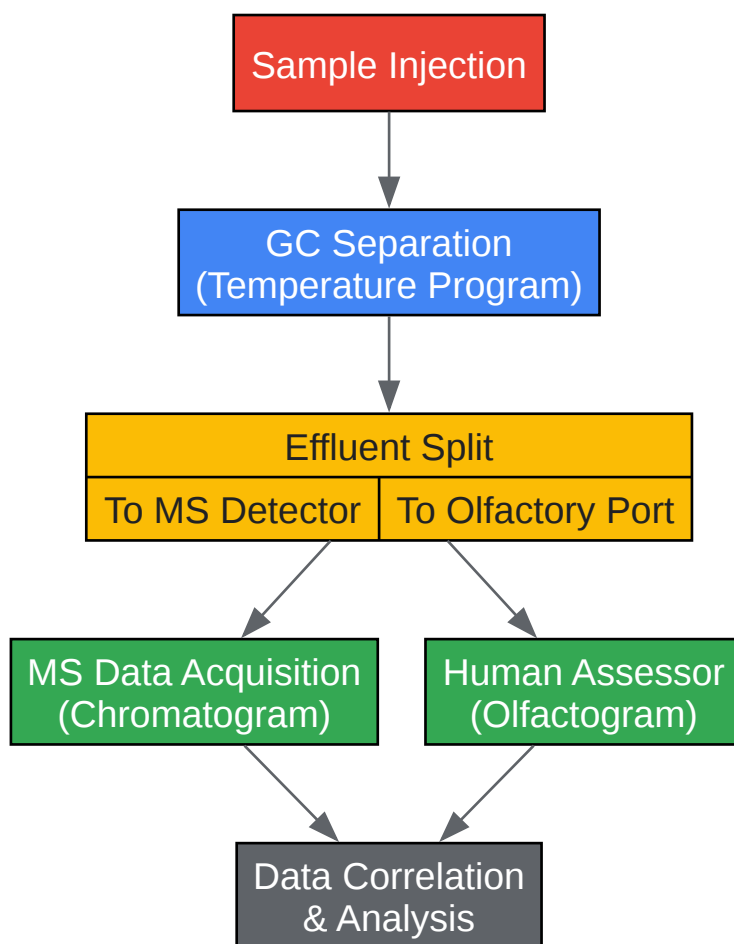 Sample Injection
GC Separation
(Temperature Program)
Effluent Split
To MS Detector
To Olfactory Port
MS Data Acquisition
(Chromatogram)
Human Assessor
(Olfactogram)
Data Correlation
& Analysis